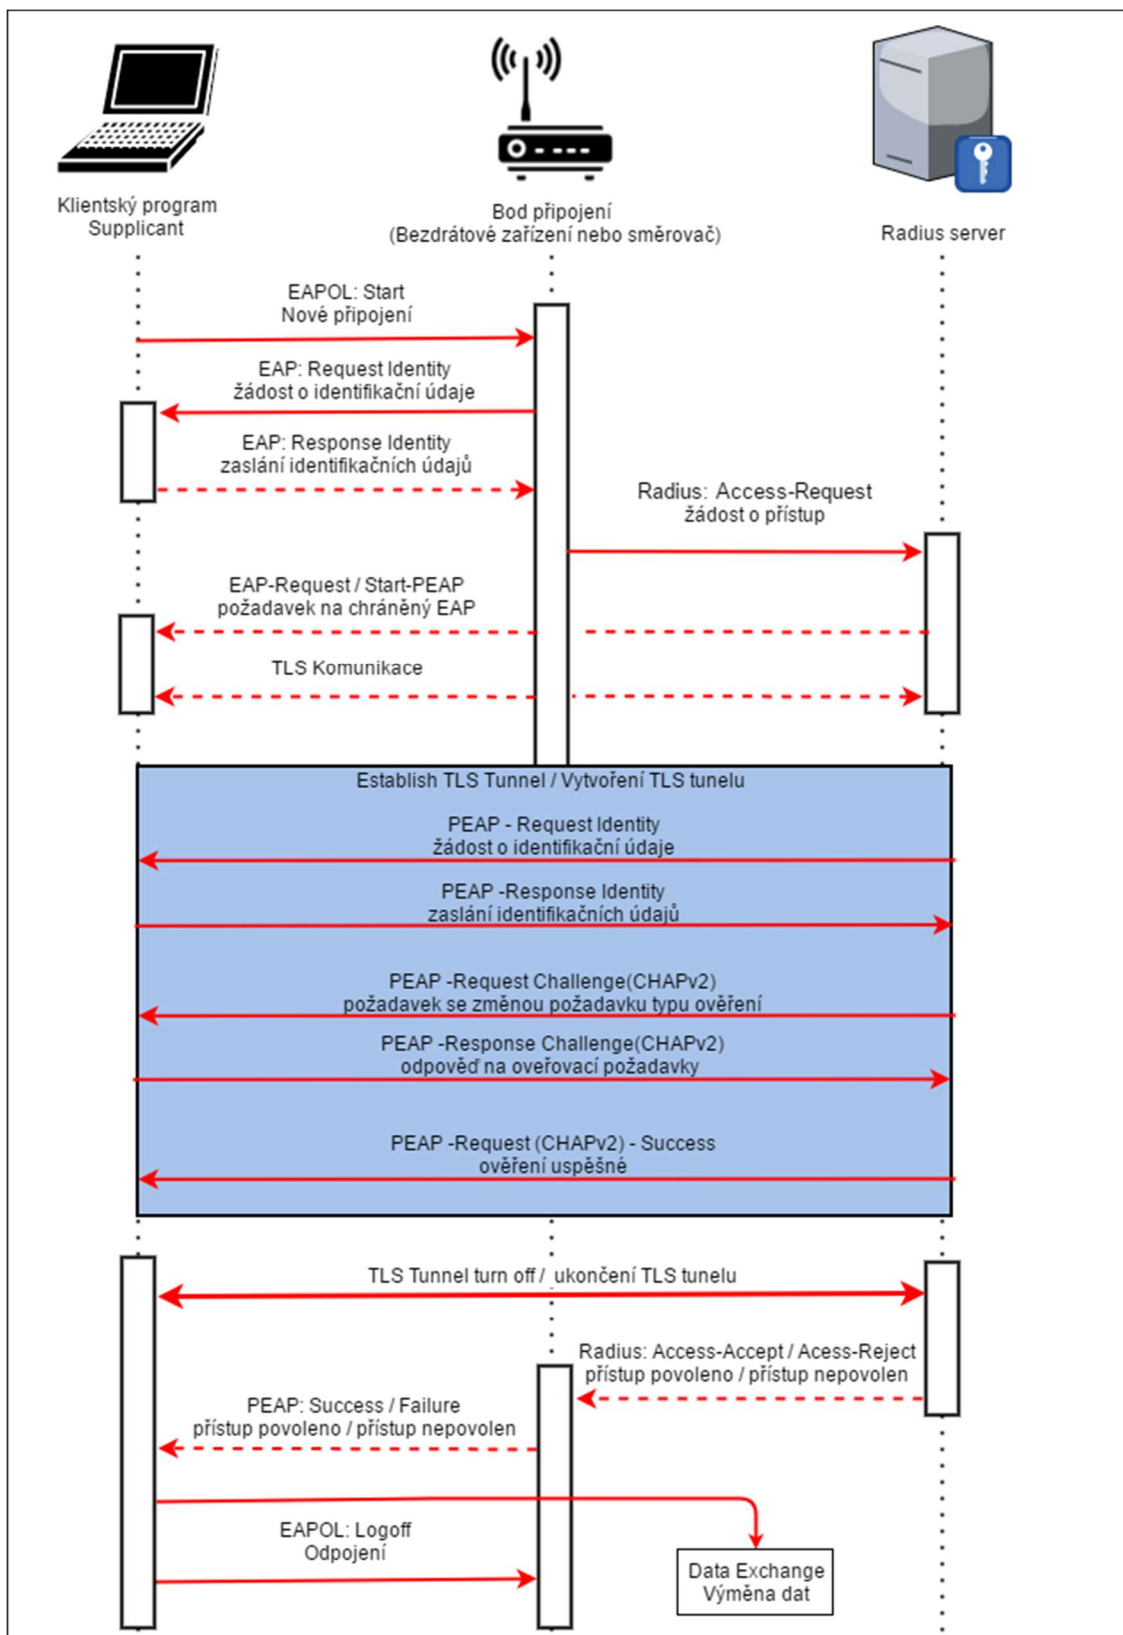 Klientský program
Supplicant
Bod připojení
(Bezdrátové zařízení nebo směrovač)
Radius server
EAPOL: Start
Nové připojení
EAP: Request Identity
žádost o identifikační údaje
EAP: Response Identity
zaslání identifikačních údajů
Radius: Access-Request
žádost o přístup
EAP-Request / Start-PEAP
požadavek na chráněný EAP
TLS Komunikace
Establish TLS Tunnel / Vytvoření TLS tunelu
PEAP - Request Identity
žádost o identifikační údaje
PEAP -Response Identity
zaslání identifikačních údajů
PEAP -Request Challenge(CHAPv2)
požadavek se změnou požadavku typu ověření
PEAP -Response Challenge(CHAPv2)
odpověď na oveřovací požadavky
PEAP -Request (CHAPv2) - Success
ověření uspěšné
TLS Tunnel turn off / ukončení TLS tunelu
Radius: Access-Accept / Acess-Reject
přístup povoleno / přístup nepovolen
PEAP: Success / Failure
přístup povoleno / přístup nepovolen
EAPOL: Logoff
Odpojení
Data Exchange
Výměna dat